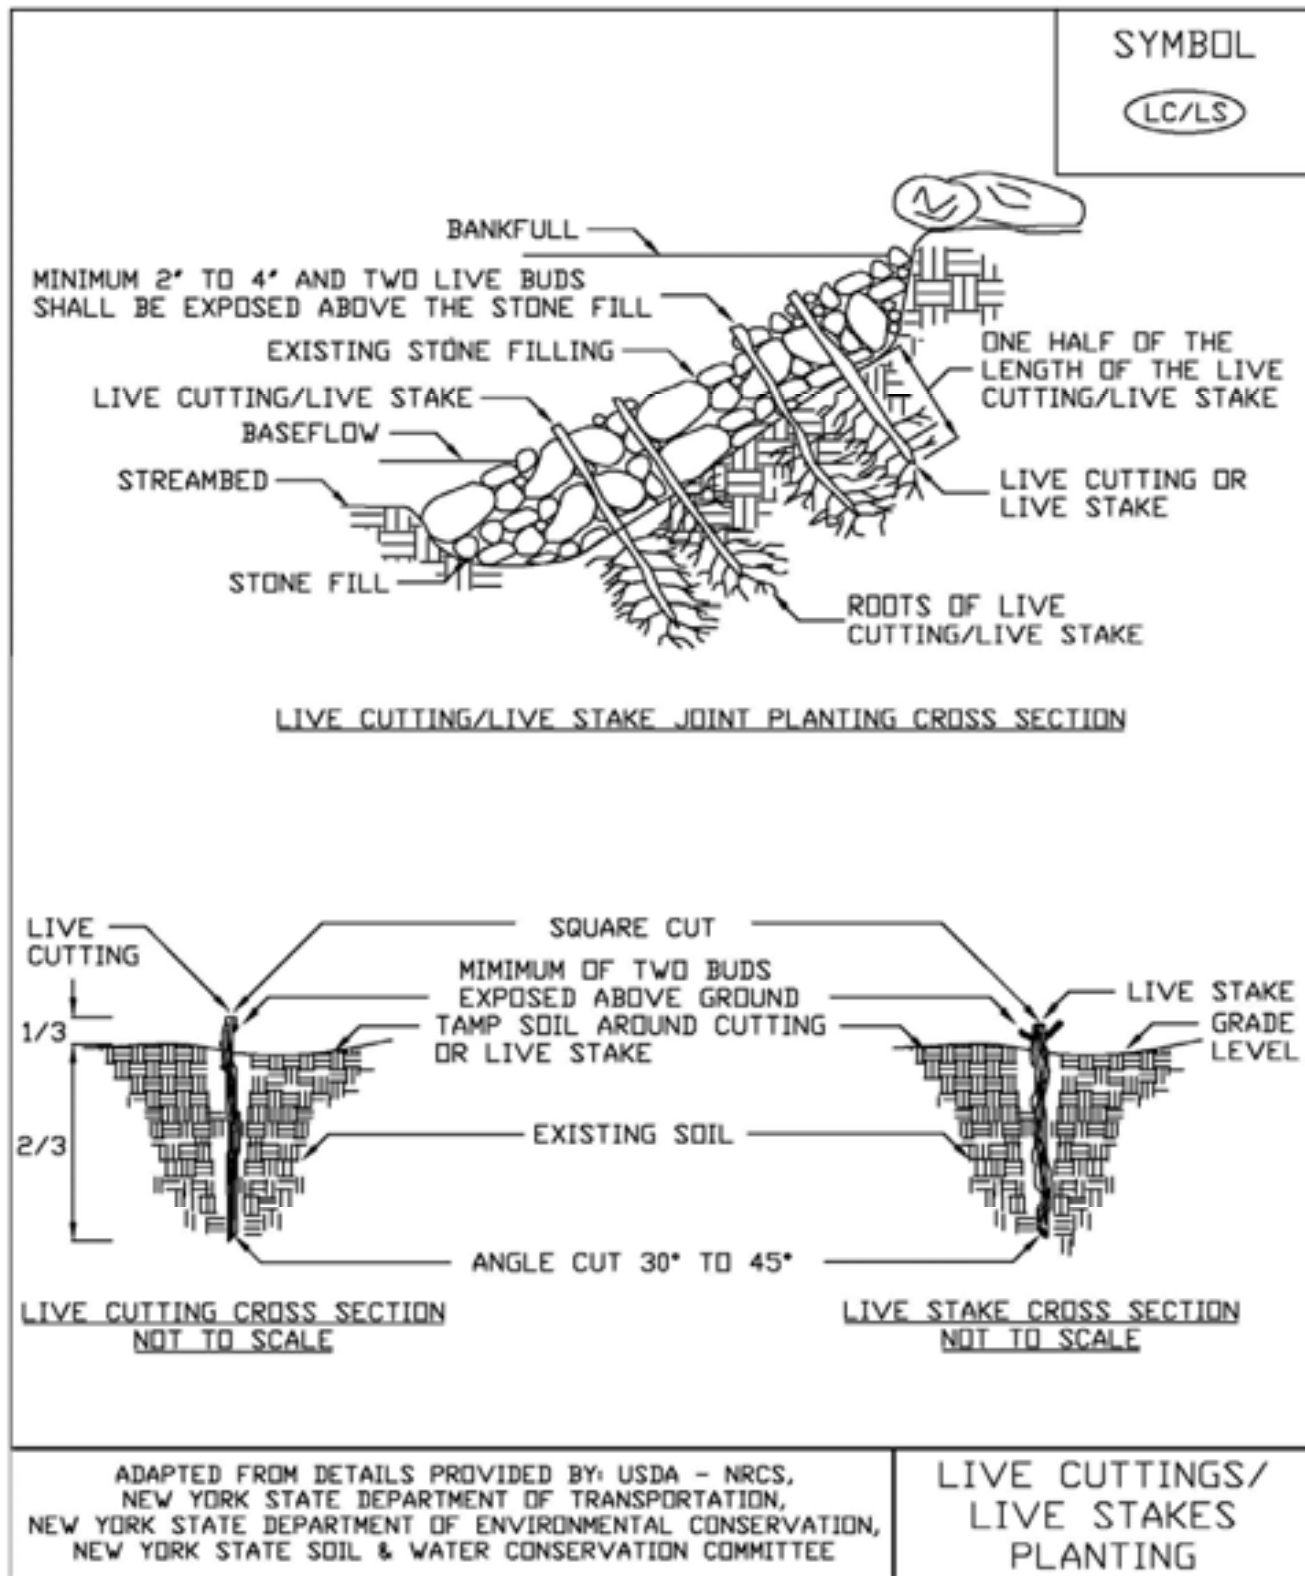 SYMBOL
LC/LS
BANKFULL
MINIMUM 2" TO 4" AND TWO LIVE BUDS
SHALL BE EXPOSED ABOVE THE STONE FILL
EXISTING STONE FILLING
LIVE CUTTING/LIVE STAKE
BASEFLOW
STREAMBED
STONE FILL
ONE HALF OF THE
LENGTH OF THE LIVE
CUTTING/LIVE STAKE
LIVE CUTTING OR
LIVE STAKE
ROOTS OF LIVE
CUTTING/LIVE STAKE
LIVE CUTTING/LIVE STAKE JOINT PLANTING CROSS SECTION
LIVE
CUTTING
1/3
2/3
SQUARE CUT
MIMIMUM OF TWO BUDS
EXPOSED ABOVE GROUND
TAMP SOIL AROUND CUTTING
OR LIVE STAKE
EXISTING SOIL
ANGLE CUT 30° TO 45°
LIVE STAKE
GRADE
LEVEL
LIVE CUTTING CROSS SECTION
NOT TO SCALE
LIVE STAKE CROSS SECTION
NOT TO SCALE
ADAPTED FROM DETAILS PROVIDED BY: USDA - NRCS,
NEW YORK STATE DEPARTMENT OF TRANSPORTATION,
NEW YORK STATE DEPARTMENT OF ENVIRONMENTAL CONSERVATION,
NEW YORK STATE SOIL & WATER CONSERVATION COMMITTEE
LIVE CUTTINGS/
LIVE STAKES
PLANTING